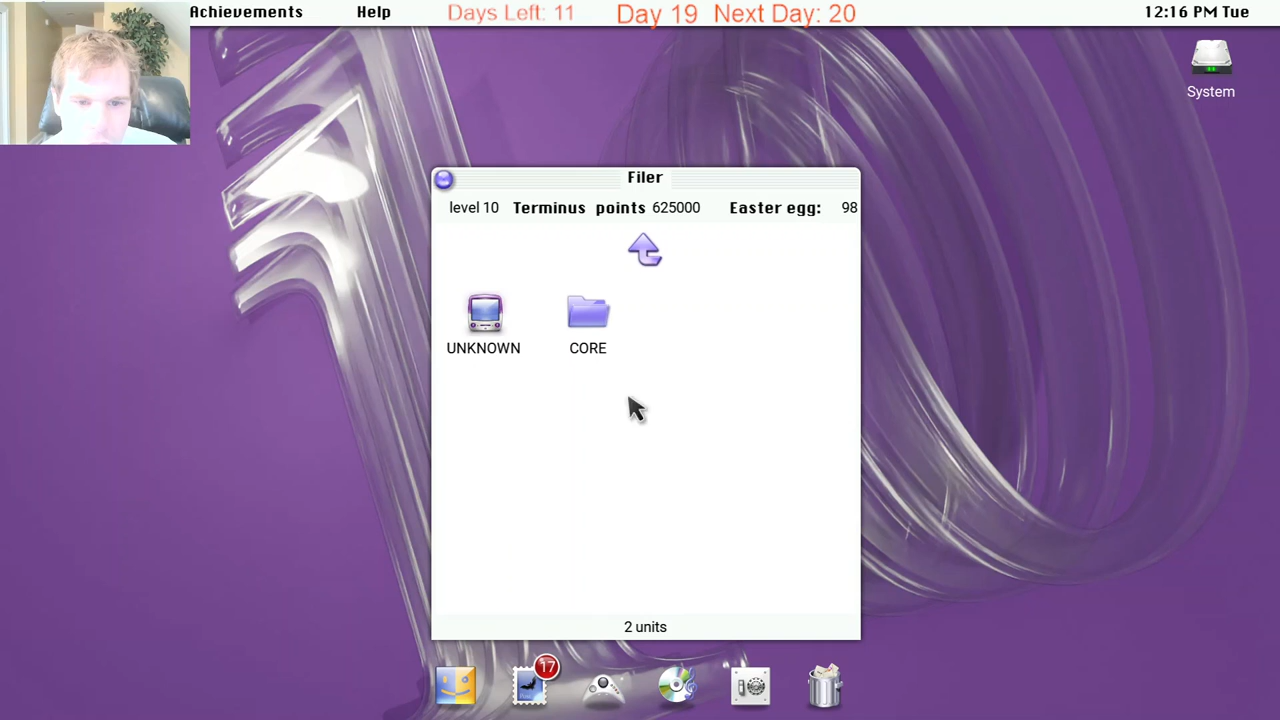 Achievements Help Days Left: 11 Day 19 Next Day: 20 12:16 PM Tue
System
Filer
level 10 Terminus points 625000 Easter egg: 98
UNKNOWN CORE
2 units
17